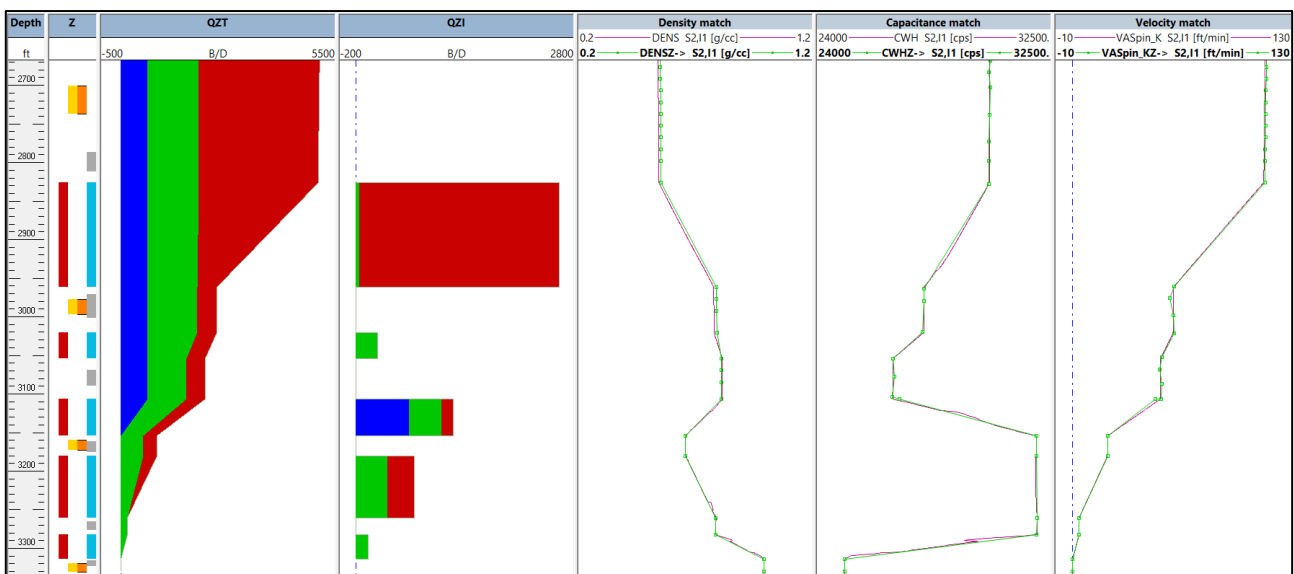 Depth Z QZT QZI Density match Capacitance match Velocity match
0.2 DENS S2,I1 [g/cc] 1.2 24000 CWH S2,I1 [cps] 32500. -10 VASpin_K S2,I1 [ft/min] 130
ft -500 B/D 5500 -200 B/D 2800 0.2 DENSZ-> S2,I1 [g/cc] 1.2 24000 CWHZ-> S2,I1 [cps] 32500. -10 VASpin_KZ-> S2,I1 [ft/min] 130
2700
2800
2900
3000
3100
3200
3300